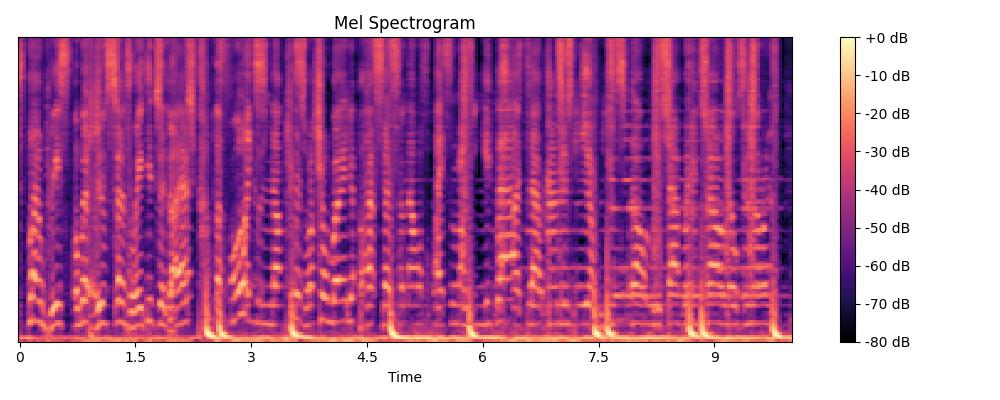 Mel Spectrogram
+0 dB
-10 dB
-20 dB
-30 dB
-40 dB
-50 dB
-60 dB
-70 dB
-80 dB
0 1.5 3 4.5 6 7.5 9
Time